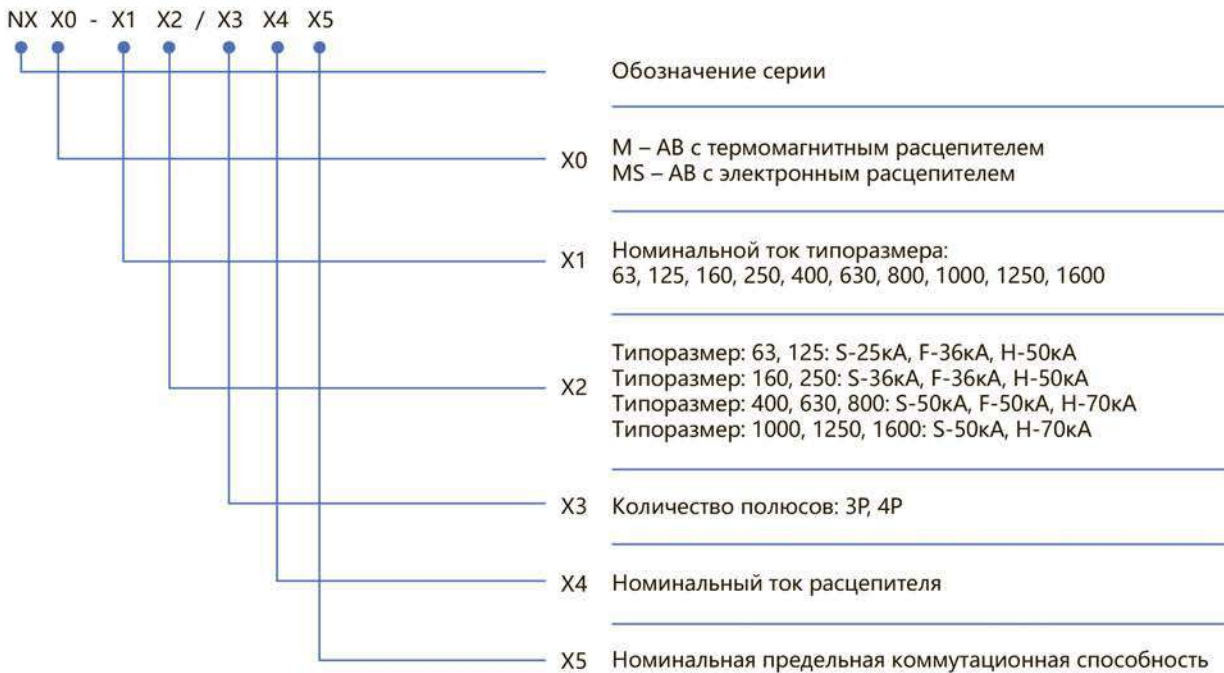 NX X0 - X1 X2 / X3 X4 X5
Обозначение серии
X0 M – АВ с термомагнитным расцепителем
MS – АВ с электронным расцепителем
X1 Номинальной ток типоразмера:
63, 125, 160, 250, 400, 630, 800, 1000, 1250, 1600
X2 Типоразмер: 63, 125: S-25кА, F-36кА, H-50кА
Типоразмер: 160, 250: S-36кА, F-36кА, H-50кА
Типоразмер: 400, 630, 800: S-50кА, F-50кА, H-70кА
Типоразмер: 1000, 1250, 1600: S-50кА, H-70кА
X3 Количество полюсов: 3P, 4P
X4 Номинальный ток расцепителя
X5 Номинальная предельная коммутационная способность